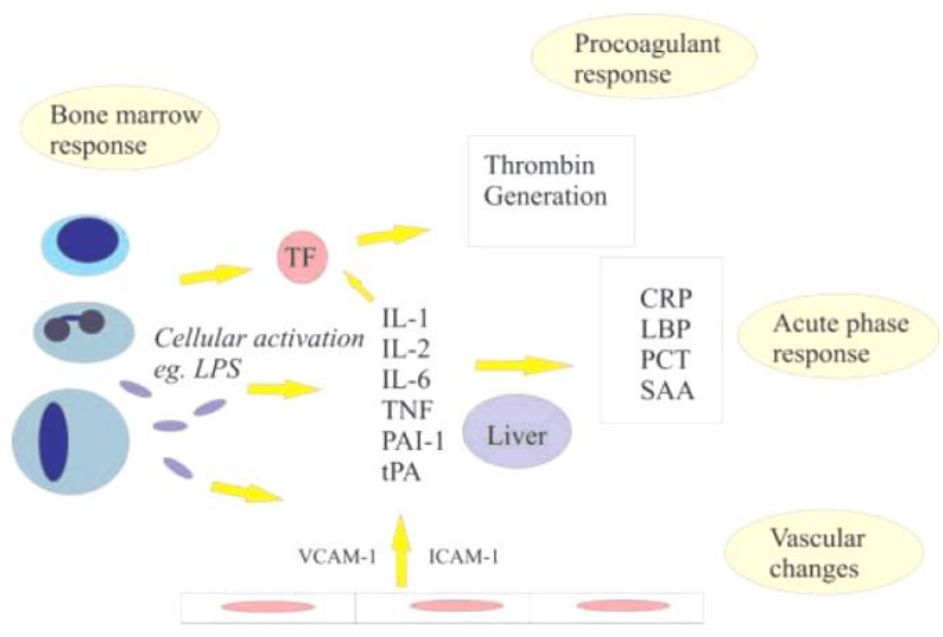 Procoagulant
response
Bone marrow
response
Thrombin
Generation
TF
CRP
LBP
PCT
SAA
Acute phase
response
Cellular activation
eg. LPS
IL-1
IL-2
IL-6
TNF
PAI-1
tPA
Liver
VCAM-1
ICAM-1
Vascular
changes